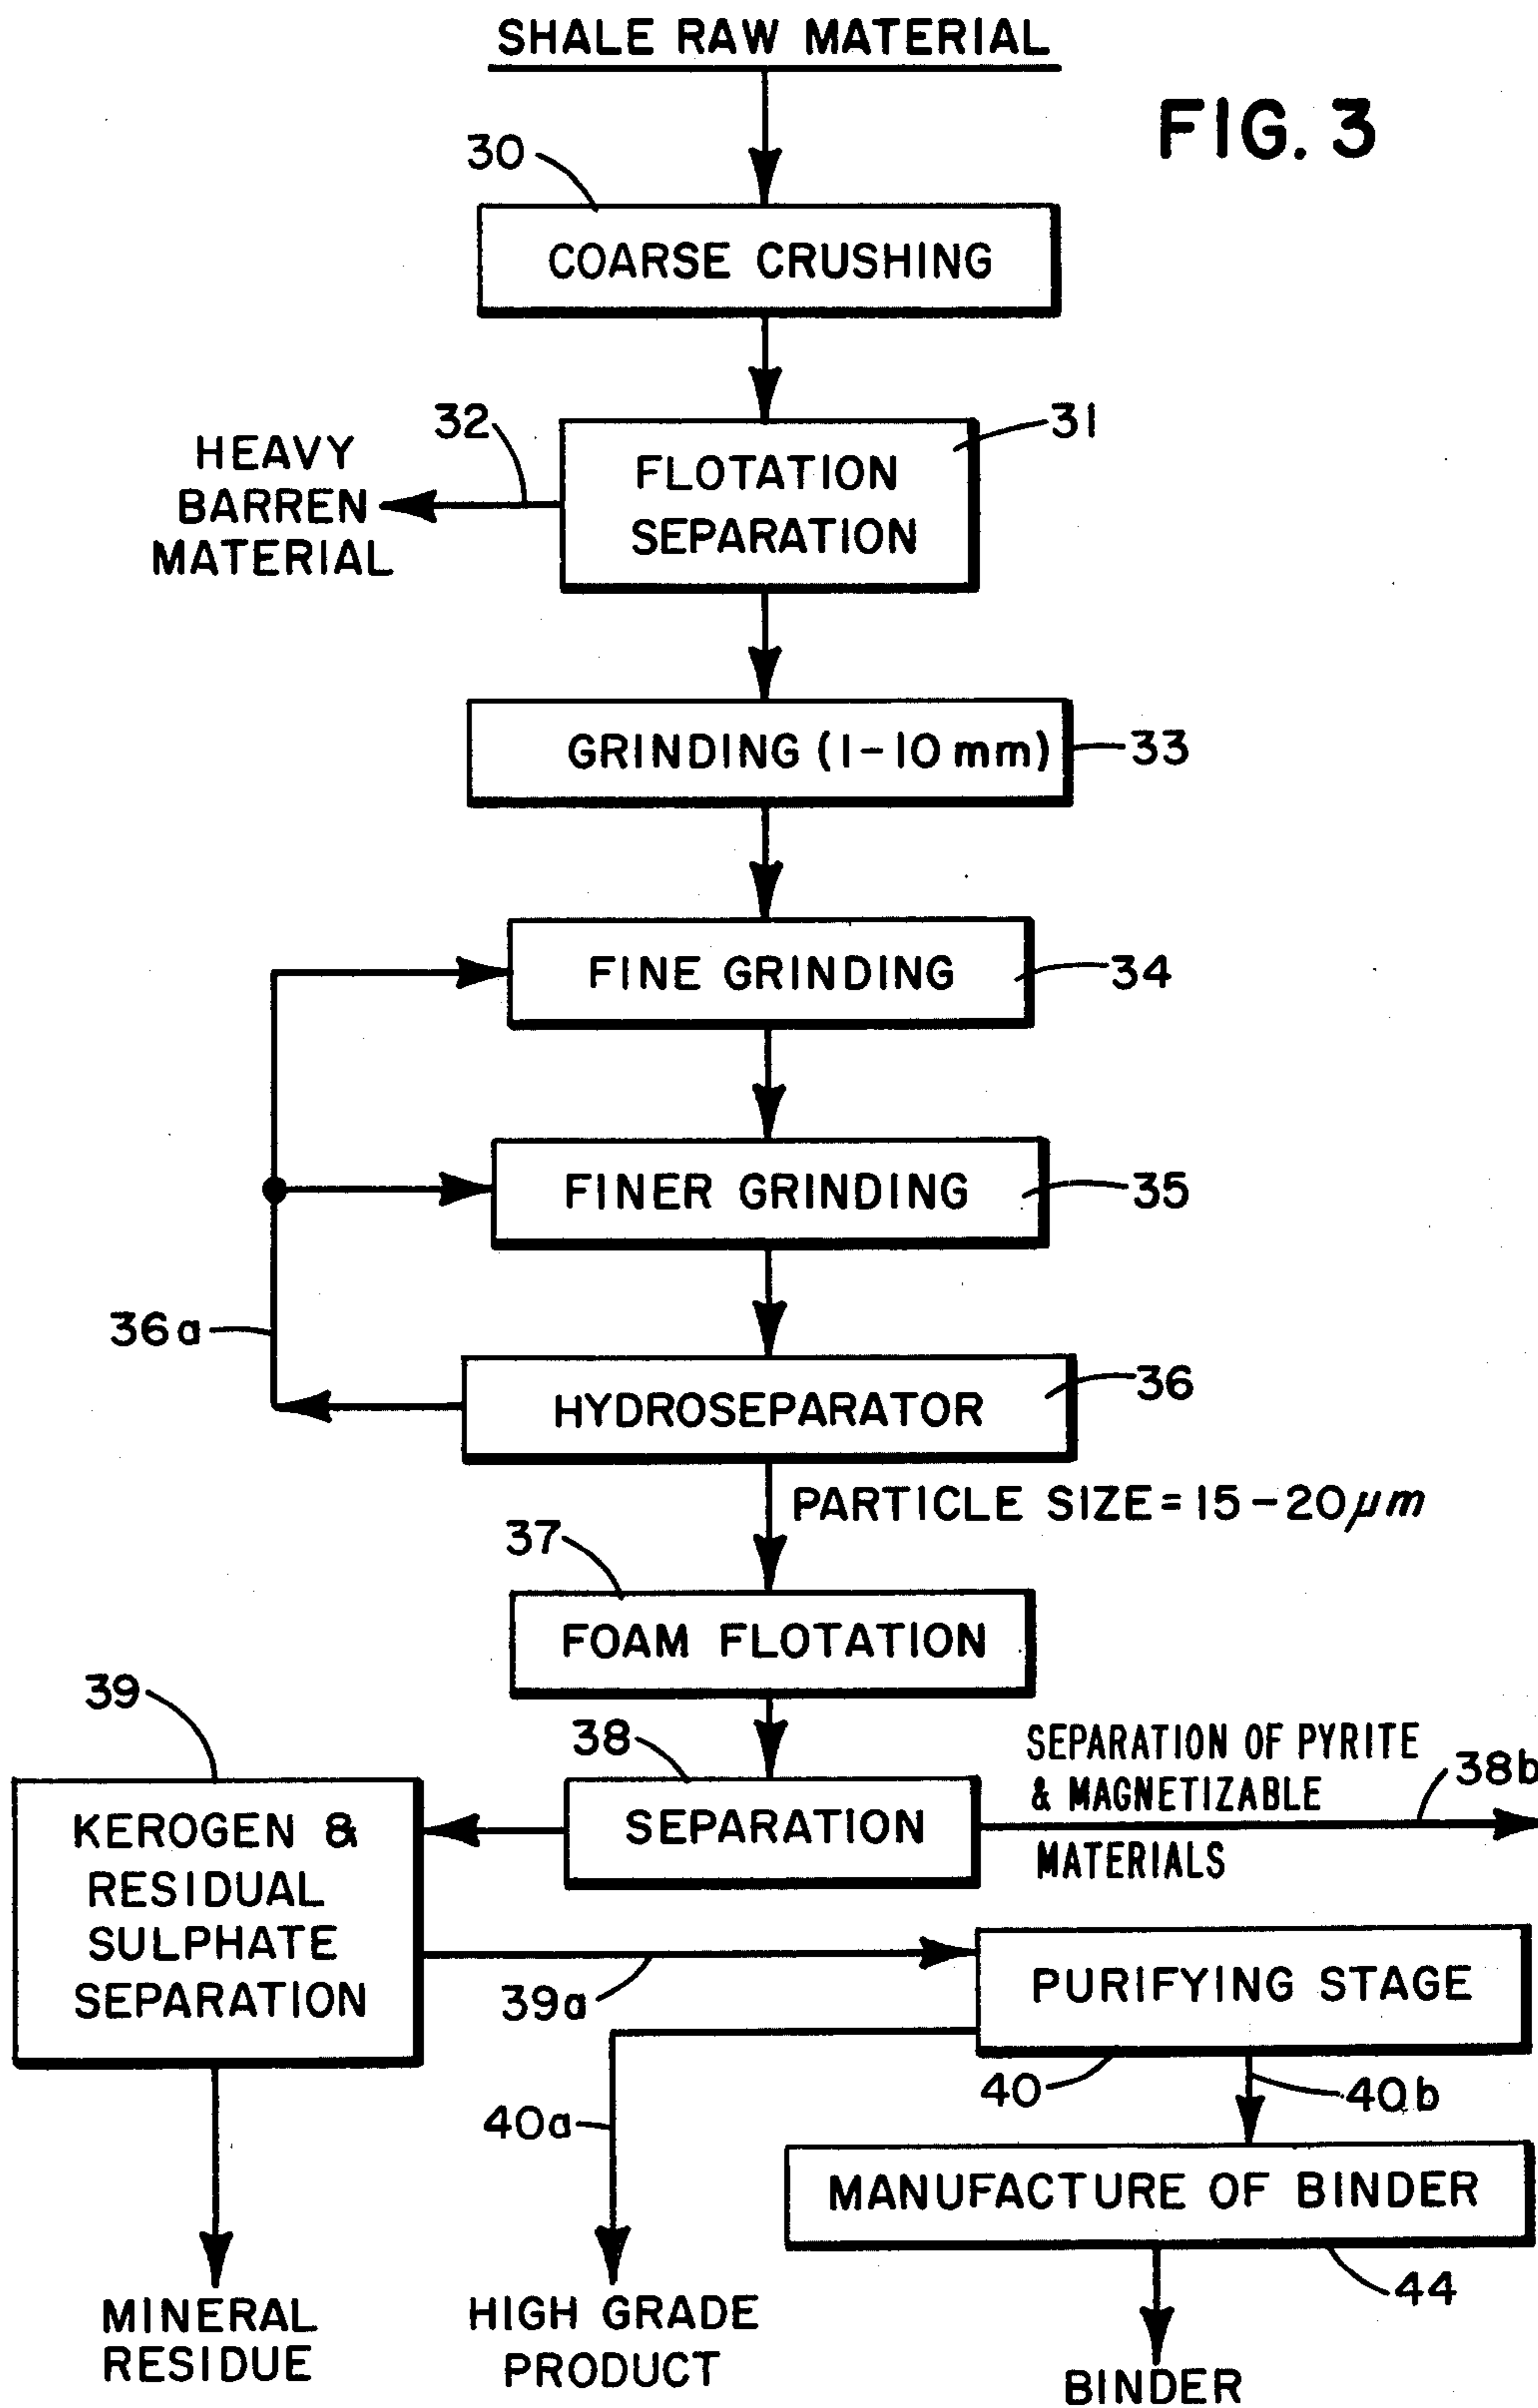 SHALE RAW MATERIAL
FIG. 3
30
COARSE CRUSHING
32
31
HEAVY
BARREN
MATERIAL
FLOTATION
SEPARATION
GRINDING (1-10 mm)
33
FINE GRINDING
34
FINER GRINDING
35
36a
HYDROSEPARATOR
36
PARTICLE SIZE = 15-20 μm
37
FOAM FLOTATION
39
38
SEPARATION OF PYRITE
& MAGNETIZABLE
MATERIALS
38b
SEPARATION
KEROGEN &
RESIDUAL
SULPHATE
SEPARATION
39a
PURIFYING STAGE
40
40b
40a
MANUFACTURE OF BINDER
44
MINERAL
RESIDUE
HIGH GRADE
PRODUCT
BINDER